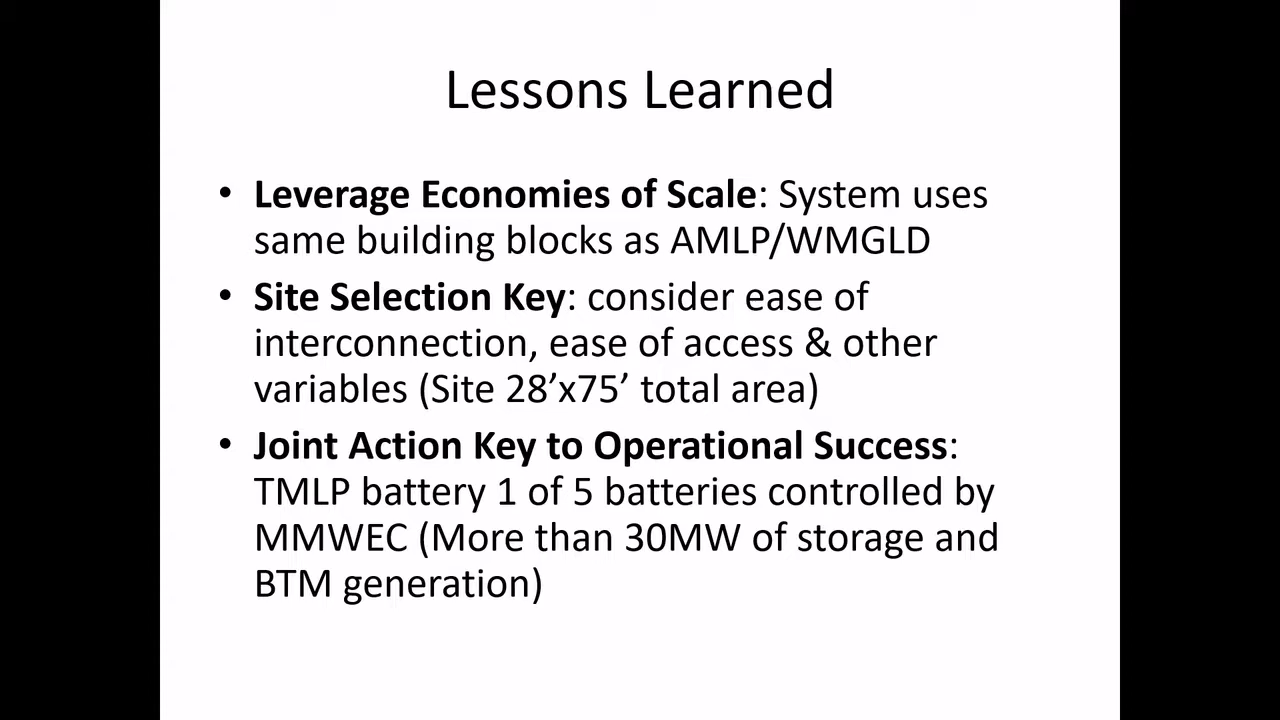 Lessons Learned
• Leverage Economies of Scale: System uses
same building blocks as AMLP/WMGLD
• Site Selection Key: consider ease of
interconnection, ease of access & other
variables (Site 28’x75’ total area)
• Joint Action Key to Operational Success:
TMLP battery 1 of 5 batteries controlled by
MMWEC (More than 30MW of storage and
BTM generation)